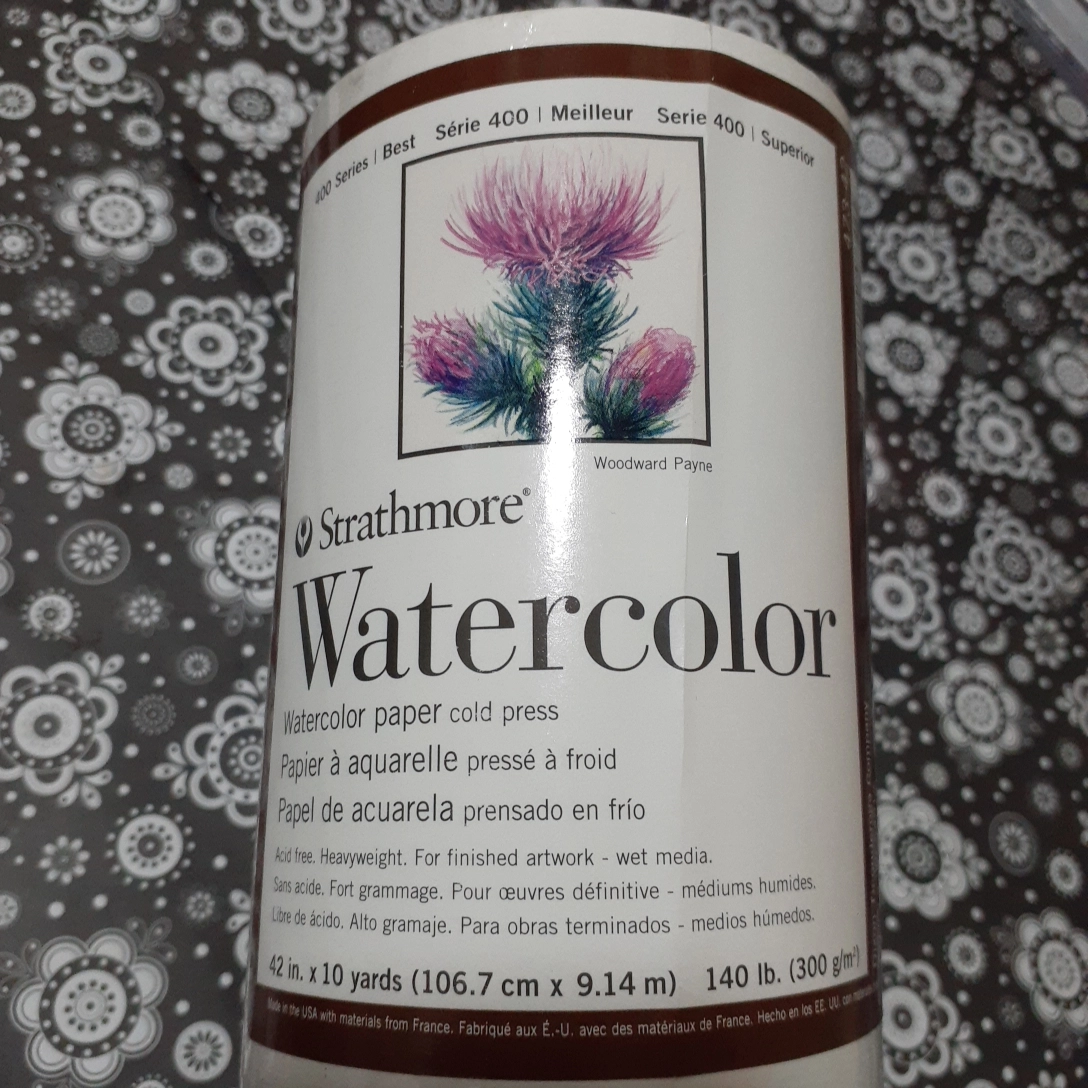 400 Series | Best Série 400 | Meilleur Serie 400 | Superior
Woodward Payne
Strathmore®
Watercolor
Watercolor paper cold press
Papier à aquarelle pressé à froid
Papel de acuarela prensado en frío
Acid free. Heavyweight. For finished artwork - wet media.
Sans acide. Fort grammage. Pour œuvres définitive - médiums humides.
Libre de ácido. Alto gramaje. Para obras terminados - medios húmedos.
42 in. x 10 yards (106.7 cm x 9.14 m) 140 lb. (300 g/m²)
Made in the USA with materials from France. Fabriqué aux É.-U. avec des matériaux de France. Hecho en los EE. UU. con